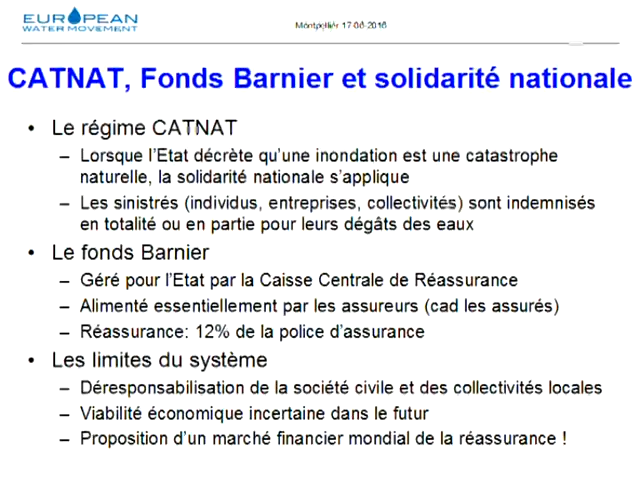 EUROPEAN
WATER MOVEMENT
Montpellier 17-06-2016
CATNAT, Fonds Barnier et solidarité nationale
• Le régime CATNAT
– Lorsque l'Etat décrète qu'une inondation est une catastrophe
naturelle, la solidarité nationale s'applique
– Les sinistrés (individus, entreprises, collectivités) sont indemnisés
en totalité ou en partie pour leurs dégâts des eaux
• Le fonds Barnier
– Géré pour l'Etat par la Caisse Centrale de Réassurance
– Alimenté essentiellement par les assureurs (cad les assurés)
– Réassurance: 12% de la police d'assurance
• Les limites du système
– Déresponsabilisation de la société civile et des collectivités locales
– Viabilité économique incertaine dans le futur
– Proposition d'un marché financier mondial de la réassurance !